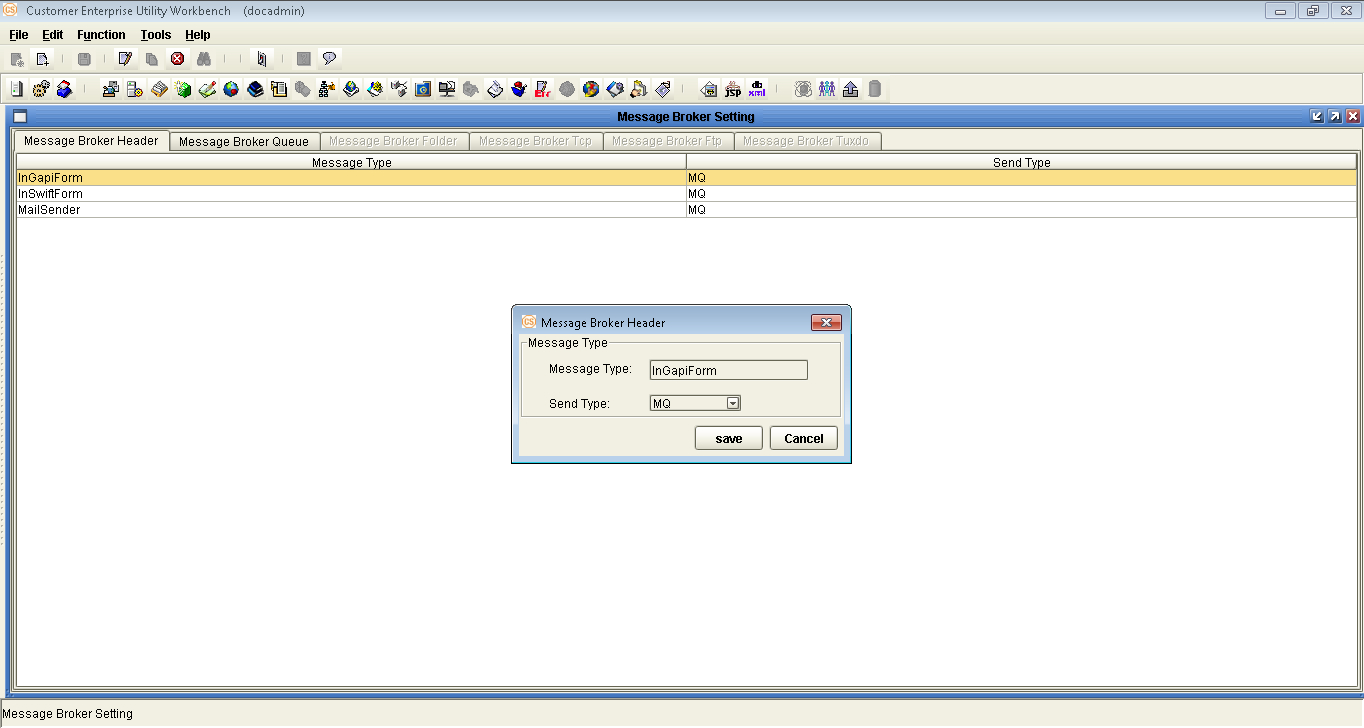 Customer Enterprise Utility Workbench (docadmin)
File Edit Function Tools Help
jsp xml
Message Broker Setting
Message Broker Header Message Broker Queue Message Broker Folder Message Broker Tcp Message Broker Ftp Message Broker Tuxdo
Message Type Send Type
InGapiForm MQ
InSwiftForm MQ
MailSender MQ
CS Message Broker Header
Message Type
Message Type: InGapiForm
Send Type: MQ
save Cancel
Message Broker Setting